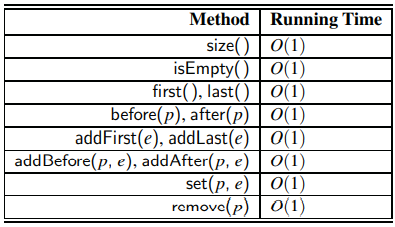 Method Running Time
size() O(1)
isEmpty() O(1)
first(), last() O(1)
before(p), after(p) O(1)
addFirst(e), addLast(e) O(1)
addBefore(p, e), addAfter(p, e) O(1)
set(p, e) O(1)
remove(p) O(1)